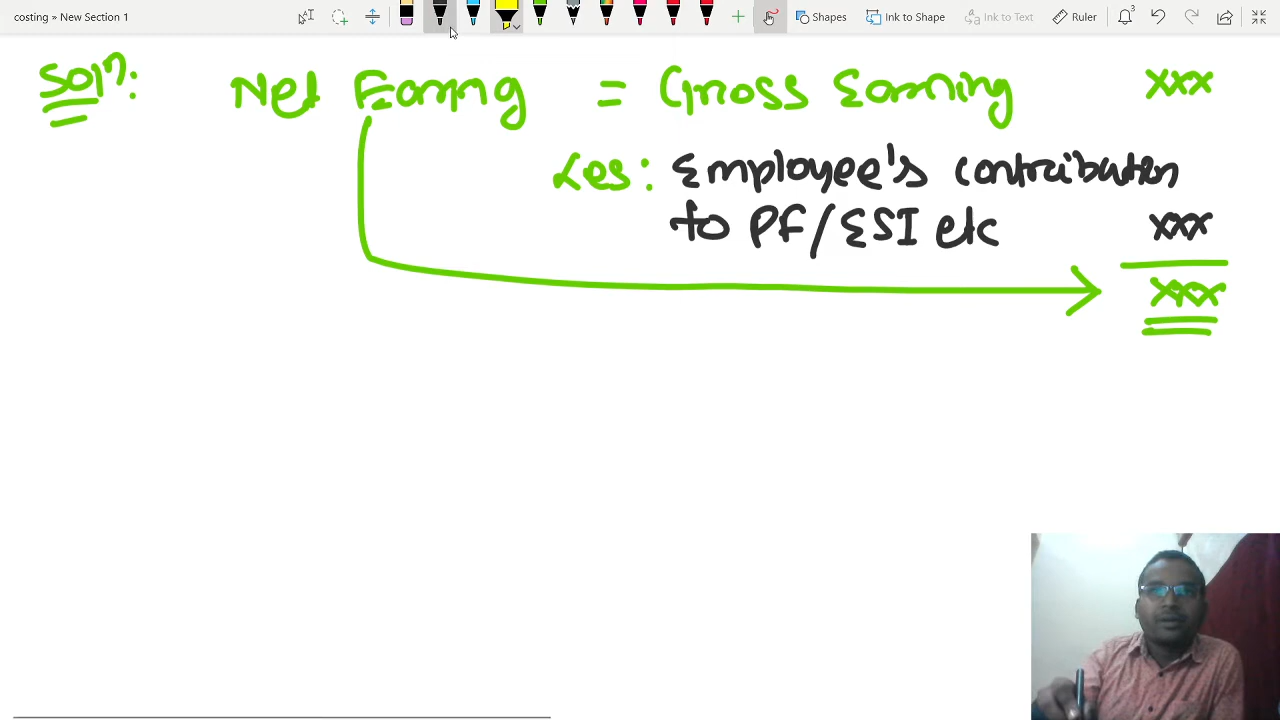 costing » New Section 1
Shapes
Ink to Shape
Ink to Text
Ruler
Soln:
Net Earning = Gross Earning xxx
Les: Employee's contribution
to PF/ESI etc xxx
xxx